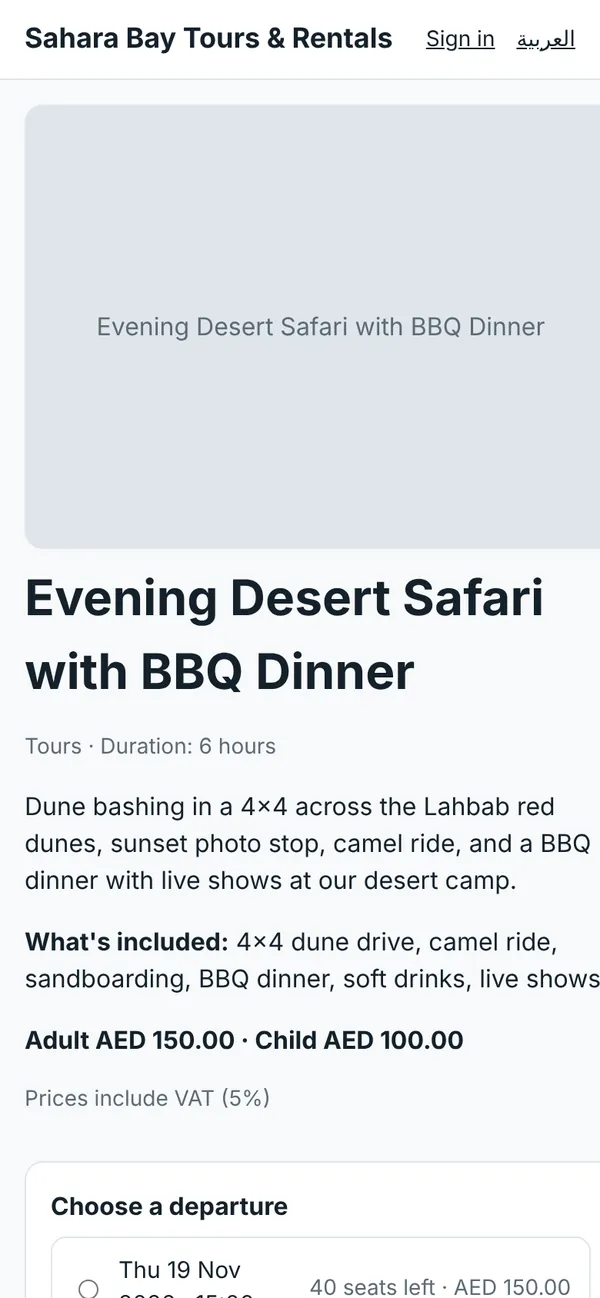 Sahara Bay Tours & Rentals
Sign in
العربية
Evening Desert Safari with BBQ Dinner
Evening Desert Safari
with BBQ Dinner
Tours · Duration: 6 hours
Dune bashing in a 4×4 across the Lahbab red
dunes, sunset photo stop, camel ride, and a BBQ
dinner with live shows at our desert camp.
What's included: 4×4 dune drive, camel ride,
sandboarding, BBQ dinner, soft drinks, live shows
Adult AED 150.00 · Child AED 100.00
Prices include VAT (5%)
Choose a departure
Thu 19 Nov
40 seats left · AED 150.00